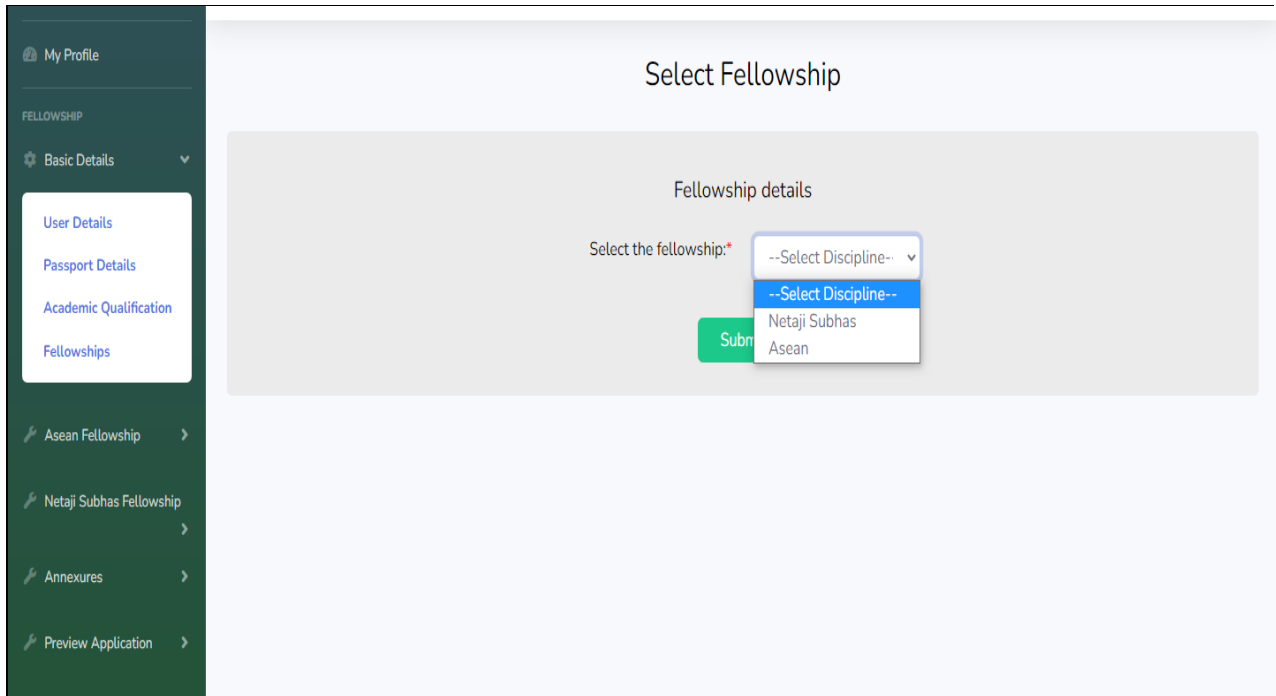 My Profile
FELLOWSHIP
Basic Details
User Details
Passport Details
Academic Qualification
Fellowships
Asean Fellowship
Netaji Subhas Fellowship
Annexures
Preview Application
Select Fellowship
Fellowship details
Select the fellowship:*
--Select Discipline-
--Select Discipline--
Netaji Subhas
Asean